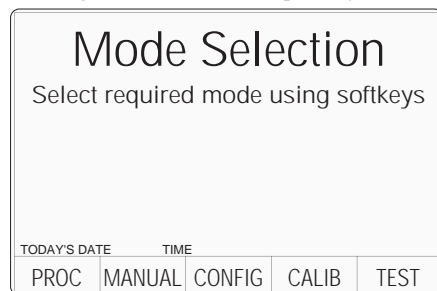 Mode Selection
Select required mode using softkeys
TODAY'S DATE TIME
PROC MANUAL CONFIG CALIB TEST